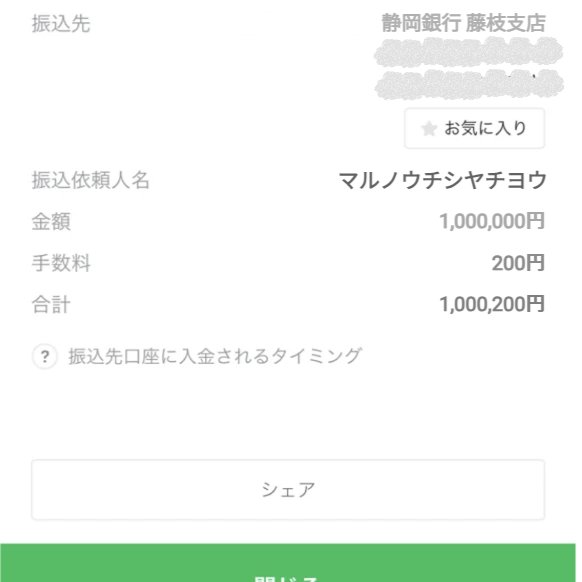 振込先
静岡銀行 藤枝支店
お気に入り
振込依頼人名
マルノウチシヤチヨウ
金額
1,000,000円
手数料
200円
合計
1,000,200円
? 振込先口座に入金されるタイミング
シェア
閉じる